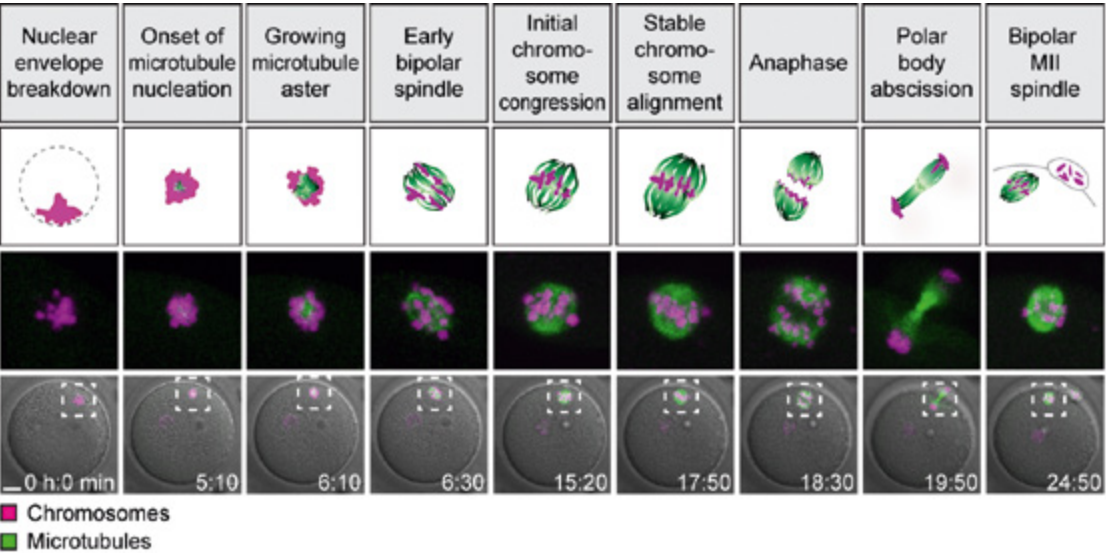 Nuclear
envelope
breakdown
Onset of
microtubule
nucleation
Growing
microtubule
aster
Early
bipolar
spindle
Initial
chromo-
some
congression
Stable
chromo-
some
alignment
Anaphase
Polar
body
abscission
Bipolar
MII
spindle
0 h:0 min
5:10
6:10
6:30
15:20
17:50
18:30
19:50
24:50
Chromosomes
Microtubules